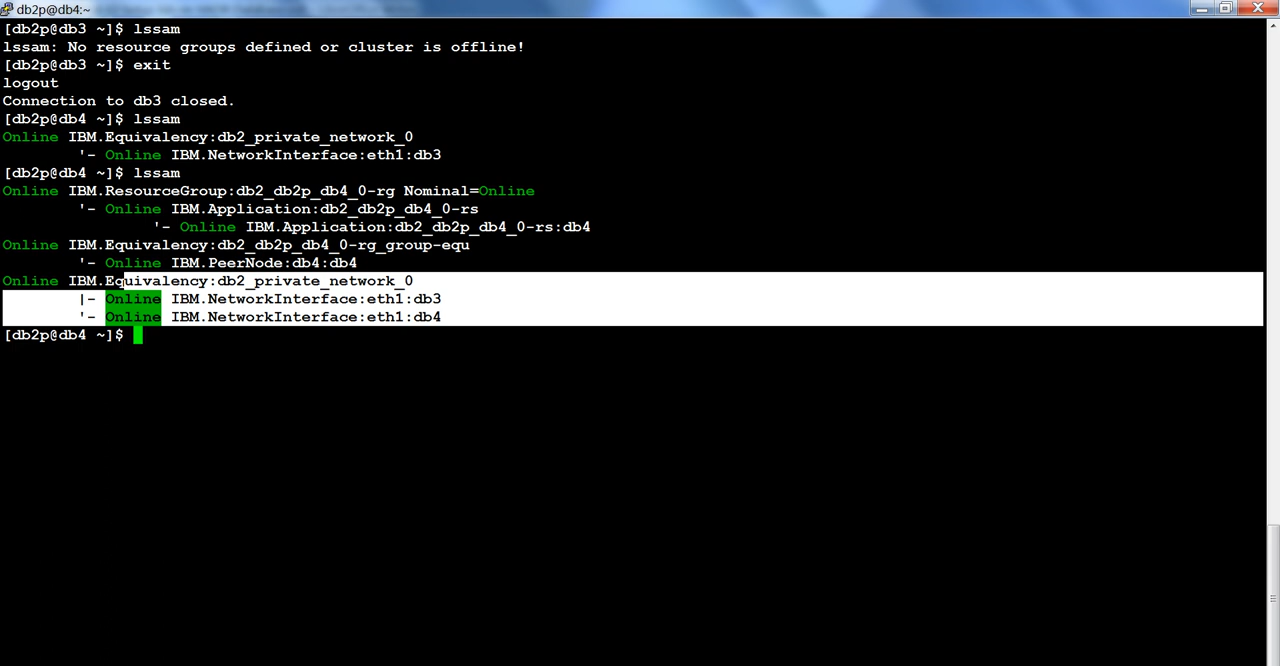 db2p@db4:~
[db2p@db3 ~]$ lssam
lssam: No resource groups defined or cluster is offline!
[db2p@db3 ~]$ exit
logout
Connection to db3 closed.
[db2p@db4 ~]$ lssam
Online IBM.Equivalency:db2_private_network_0
        '- Online IBM.NetworkInterface:eth1:db3
[db2p@db4 ~]$ lssam
Online IBM.ResourceGroup:db2_db2p_db4_0-rg Nominal=Online
        '- Online IBM.Application:db2_db2p_db4_0-rs
                '- Online IBM.Application:db2_db2p_db4_0-rs:db4
Online IBM.Equivalency:db2_db2p_db4_0-rg_group-equ
        '- Online IBM.PeerNode:db4:db4
Online IBM.Equivalency:db2_private_network_0
        |- Online IBM.NetworkInterface:eth1:db3
        '- Online IBM.NetworkInterface:eth1:db4
[db2p@db4 ~]$